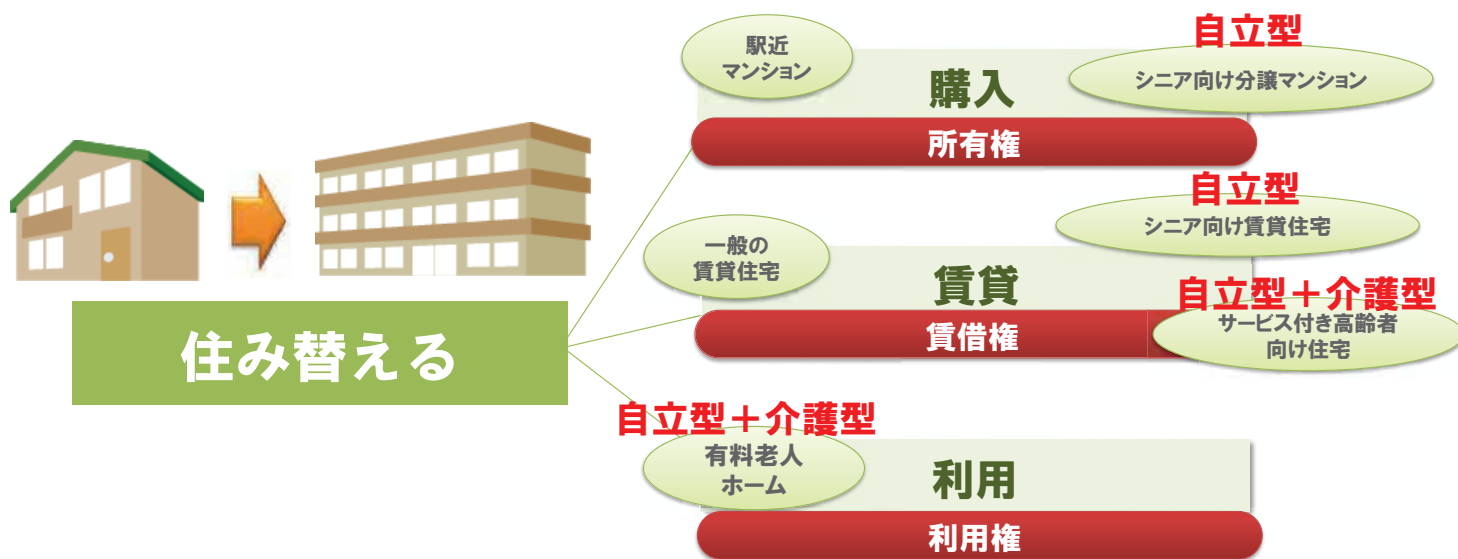 住み替える
駅近
マンション
購入
自立型
シニア向け分譲マンション
所有権
一般の
賃貸住宅
賃貸
自立型
シニア向け賃貸住宅
自立型＋介護型
サービス付き高齢者
向け住宅
賃借権
自立型＋介護型
有料老人
ホーム
利用
利用権